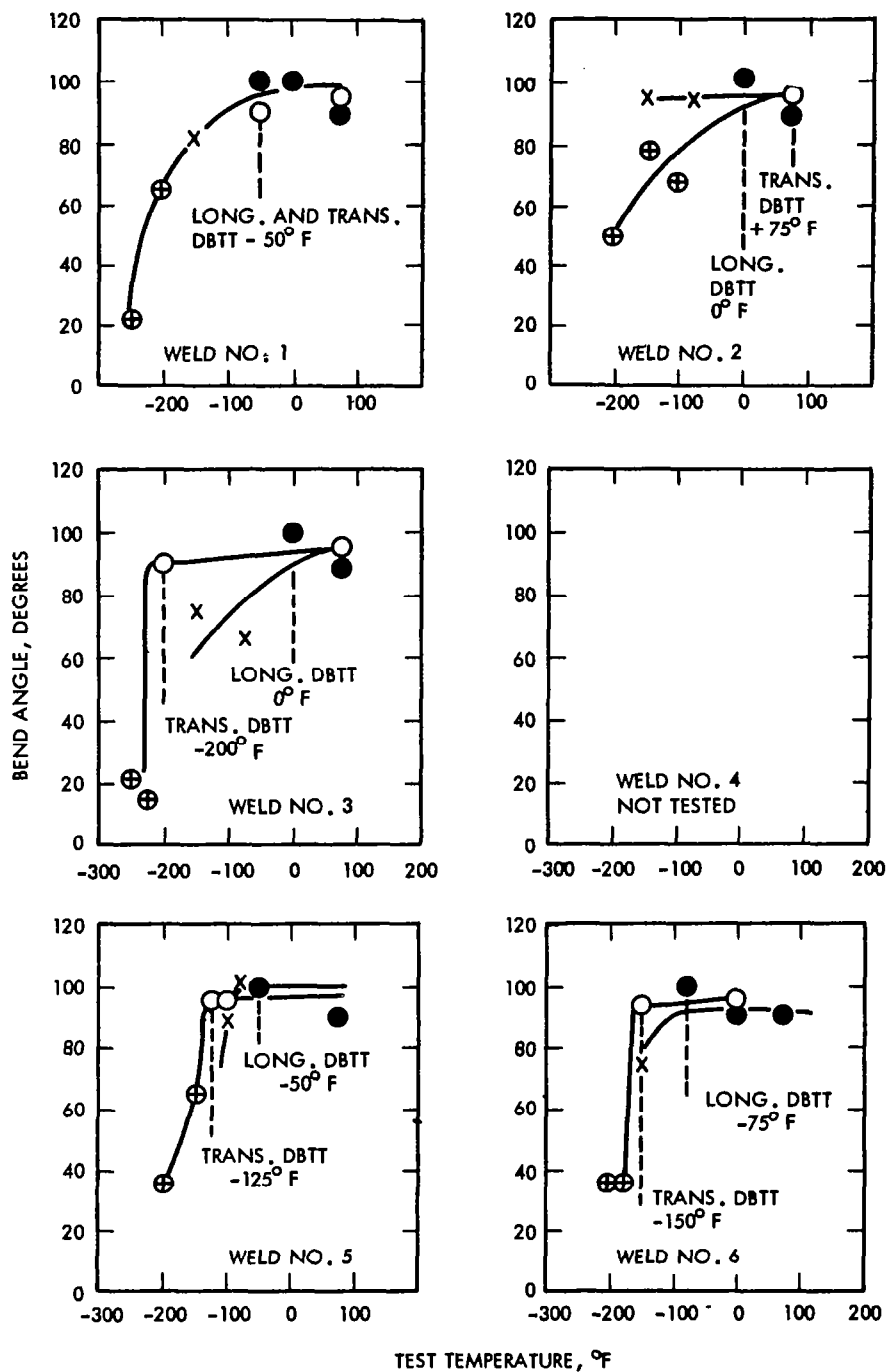 120
100
80
60
40
20
0
LONG. AND TRANS.
DBTT - 50° F
WELD NO. 1
-300 -200 -100 0 100
120
100
80
60
40
20
0
TRANS.
DBTT
+75° F
LONG.
DBTT
0° F
WELD NO. 2
-200 -100 0 100 200
BEND ANGLE, DEGREES
120
100
80
60
40
20
0
LONG. DBTT
0° F
TRANS. DBTT
-200° F
WELD NO. 3
-300 -200 -100 0 100 200
120
100
80
60
40
20
0
WELD NO. 4
NOT TESTED
-300 -200 -100 0 100 200
120
100
80
60
40
20
0
LONG. DBTT
-50° F
TRANS. DBTT
-125° F
WELD NO. 5
-300 -200 -100 0 100 200
120
100
80
60
40
20
0
LONG. DBTT
-75° F
TRANS. DBTT
-150° F
WELD NO. 6
-300 -200 -100 0 100 200
TEST TEMPERATURE, °F